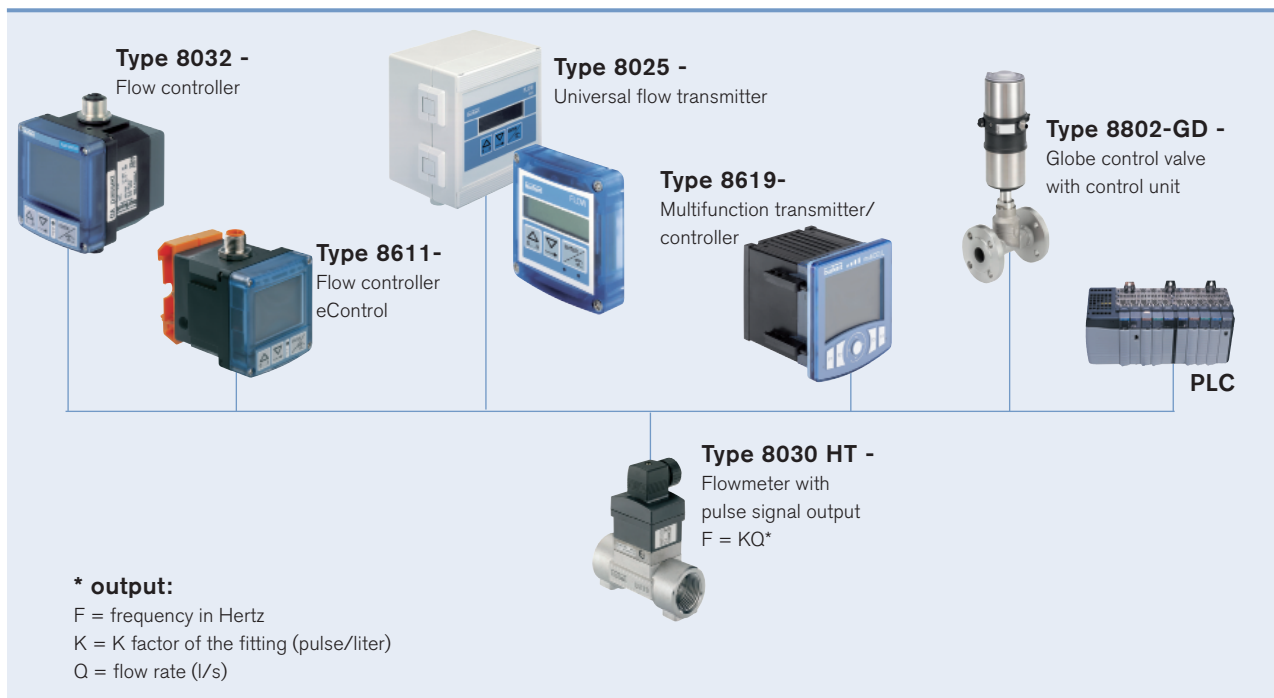 Type 8032 -
Flow controller
Type 8025 -
Universal flow transmitter
Type 8802-GD -
Globe control valve
with control unit
Type 8619-
Multifunction transmitter/
controller
Type 8611-
Flow controller
eControl
FLOW
PLC
Type 8030 HT -
Flowmeter with
pulse signal output
F = KQ*
* output:
F = frequency in Hertz
K = K factor of the fitting (pulse/liter)
Q = flow rate (l/s)